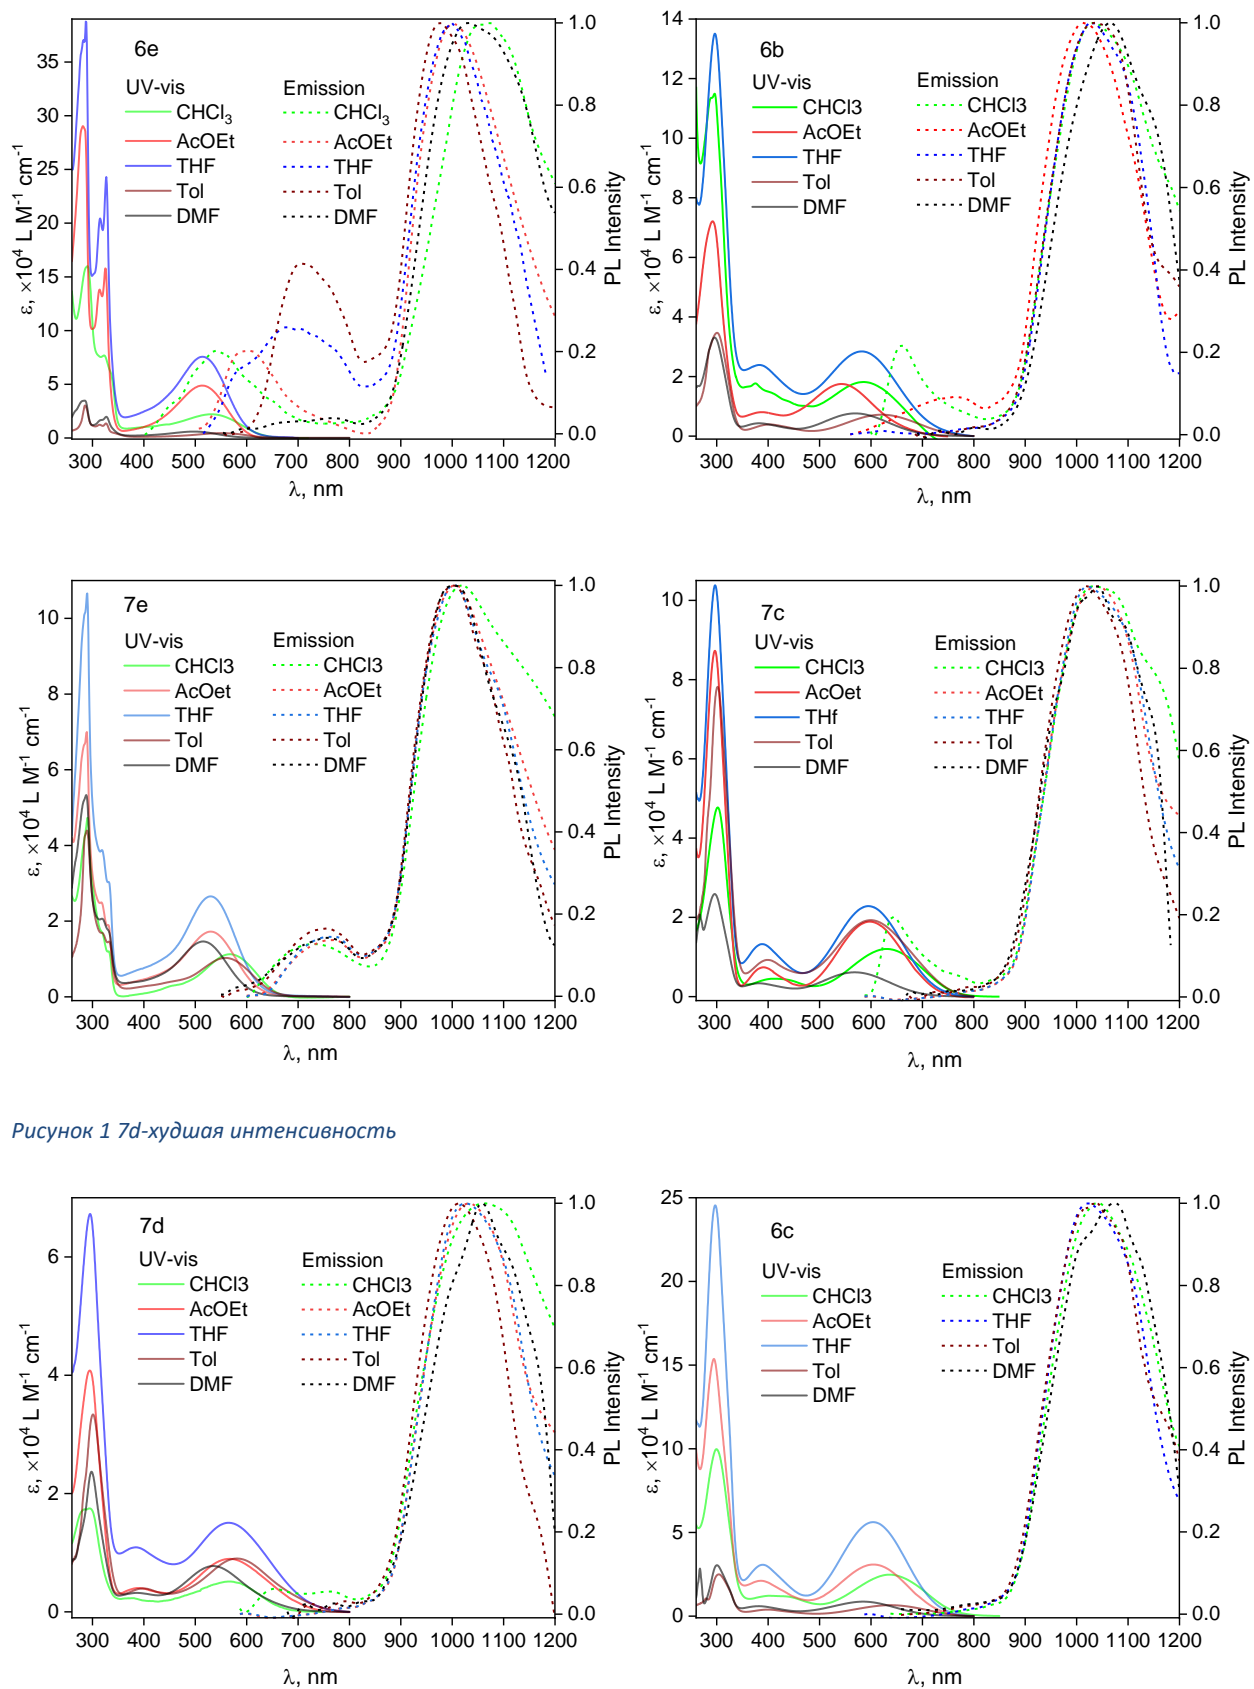 6e
UV-vis
CHCl3
AcOEt
THF
Tol
DMF
Emission
CHCl3
AcOEt
THF
Tol
DMF
ε, ×10⁴ L M⁻¹ cm⁻¹
0
5
10
15
20
25
30
35
PL Intensity
0.0
0.2
0.4
0.6
0.8
1.0
300 400 500 600 700 800 900 1000 1100 1200
λ, nm
6b
UV-vis
CHCl3
AcOEt
THF
Tol
DMF
Emission
CHCl3
AcOEt
THF
Tol
DMF
ε, ×10⁴ L M⁻¹ cm⁻¹
0
2
4
6
8
10
12
14
PL Intensity
0.0
0.2
0.4
0.6
0.8
1.0
300 400 500 600 700 800 900 1000 1100 1200
λ, nm
7e
UV-vis
CHCl3
AcOet
THF
Tol
DMF
Emission
CHCl3
AcOEt
THF
Tol
DMF
ε, ×10⁴ L M⁻¹ cm⁻¹
0
2
4
6
8
10
PL Intensity
0.0
0.2
0.4
0.6
0.8
1.0
300 400 500 600 700 800 900 1000 1100 1200
λ, nm
7c
UV-vis
CHCl3
AcOet
THf
Tol
DMF
Emission
CHCl3
AcOEt
THF
Tol
DMF
ε, ×10⁴ L M⁻¹ cm⁻¹
0
2
4
6
8
10
PL Intensity
0.0
0.2
0.4
0.6
0.8
1.0
300 400 500 600 700 800 900 1000 1100 1200
λ, nm
Рисунок 1 7d-худшая интенсивность
7d
UV-vis
CHCl3
AcOEt
THF
Tol
DMF
Emission
CHCl3
AcOEt
THF
Tol
DMF
ε, ×10⁴ L M⁻¹ cm⁻¹
0
2
4
6
PL Intensity
0.0
0.2
0.4
0.6
0.8
1.0
300 400 500 600 700 800 900 1000 1100 1200
λ, nm
6c
UV-vis
CHCl3
AcOEt
THF
Tol
DMF
Emission
CHCl3
THF
Tol
DMF
ε, ×10⁴ L M⁻¹ cm⁻¹
0
5
10
15
20
25
PL Intensity
0.0
0.2
0.4
0.6
0.8
1.0
300 400 500 600 700 800 900 1000 1100 1200
λ, nm